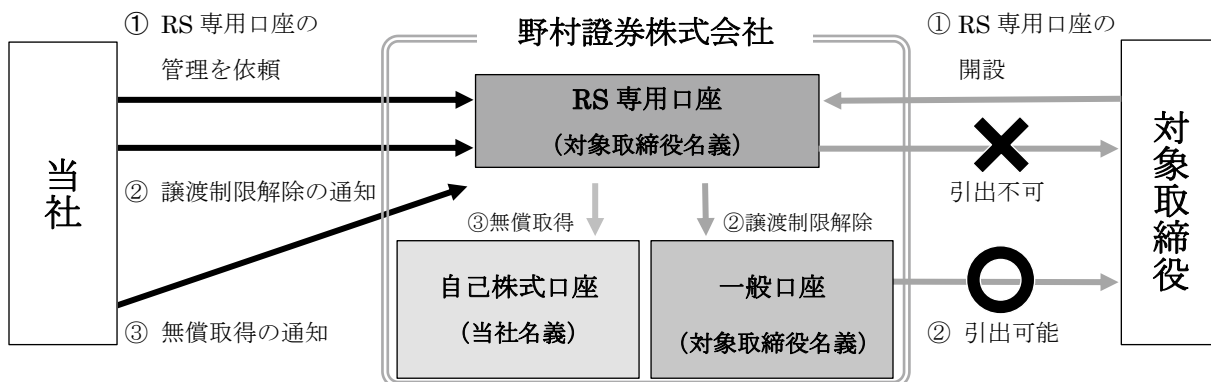 ① RS 専用口座の
管理を依頼
野村證券株式会社
① RS 専用口座の
開設
RS 専用口座
(対象取締役名義)
当社
対象取締役
② 譲渡制限解除の通知
引出不可
③無償取得
②譲渡制限解除
自己株式口座
(当社名義)
一般口座
(対象取締役名義)
③ 無償取得の通知
② 引出可能